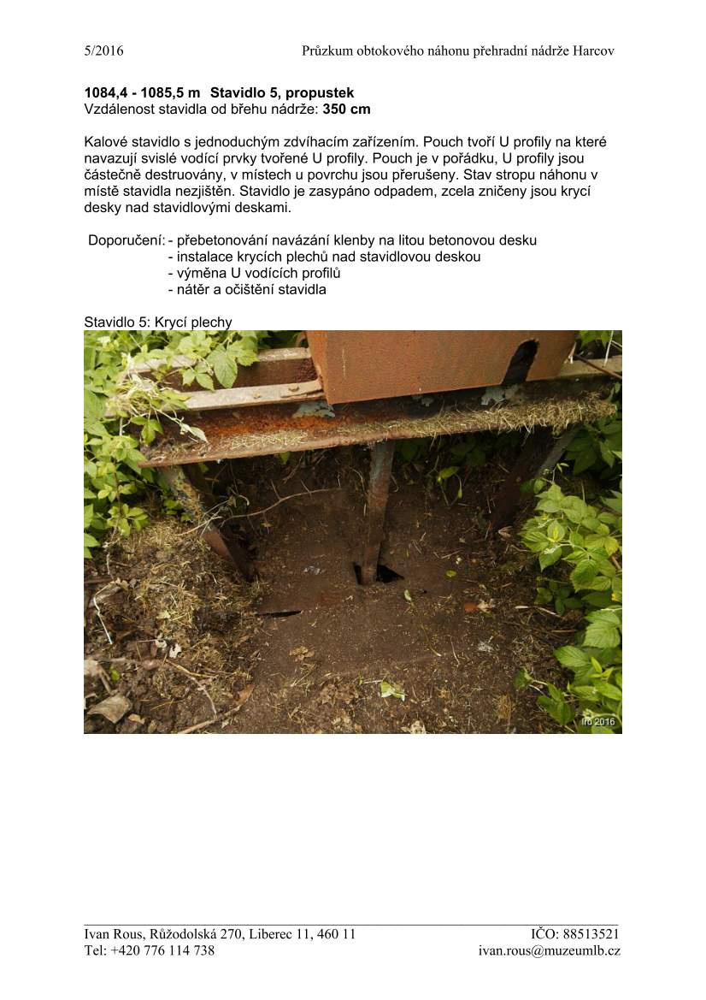 5/2016 Průzkum obtokového náhonu přehradní nádrže Harcov
1084,4 - 1085,5 m Stavidlo 5, propustek
Vzdálenost stavidla od břehu nádrže: 350 cm
Kalové stavidlo s jednoduchým zdvíhacím zařízením. Pouch tvoří U profily na které
navazují svislé vodící prvky tvořené U profily. Pouch je v pořádku, U profily jsou
částečně destruovány, v místech u povrchu jsou přerušeny. Stav stropu náhonu v
místě stavidla nezjištěn. Stavidlo je zasypáno odpadem, zcela zničeny jsou krycí
desky nad stavidlovými deskami.
Doporučení: - přebetonování navázání klenby na litou betonovou desku
- instalace krycích plechů nad stavidlovou deskou
- výměna U vodících profilů
- nátěr a očištění stavidla
Stavidlo 5: Krycí plechy
Iro 2016
Ivan Rous, Růžodolská 270, Liberec 11, 460 11 IČO: 88513521
Tel: +420 776 114 738 ivan.rous@muzeumlb.cz